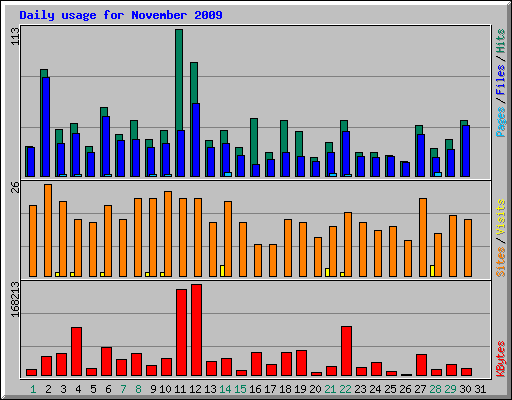 Daily usage for November 2009
113
Pages / Files / Hits
26
Sites / Visits
168213
KBytes
1 2 3 4 5 6 7 8 9 10 11 12 13 14 15 16 17 18 19 20 21 22 23 24 25 26 27 28 29 30 31